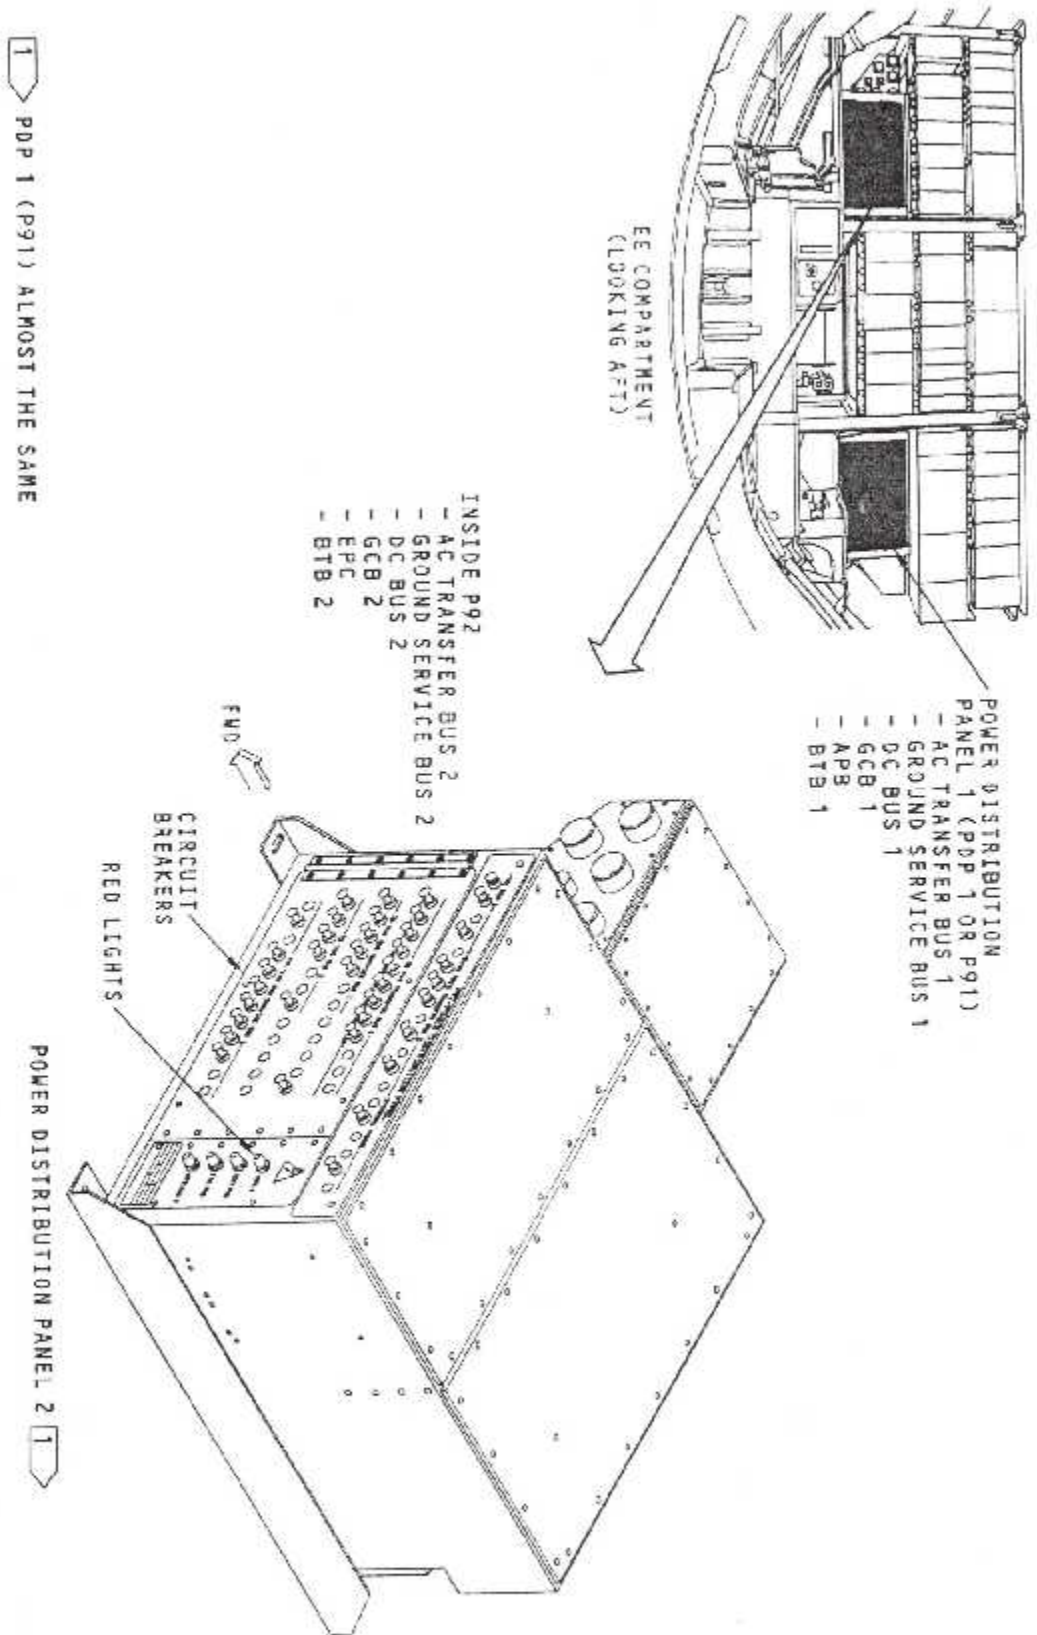 EE COMPARTMENT
(LOOKING AFT)
POWER DISTRIBUTION
PANEL 1 (PDP 1 OR P91)
- AC TRANSFER BUS 1
- GROUND SERVICE BUS 1
- DC BUS 1
- GCB 1
- APB
- BTB 1
INSIDE P92
- AC TRANSFER BUS 2
- GROUND SERVICE BUS 2
- DC BUS 2
- GCB 2
- EPC
- BTB 2
FWD
CIRCUIT
BREAKERS
RED LIGHTS
POWER DISTRIBUTION PANEL 2 1
1 PDP 1 (P91) ALMOST THE SAME